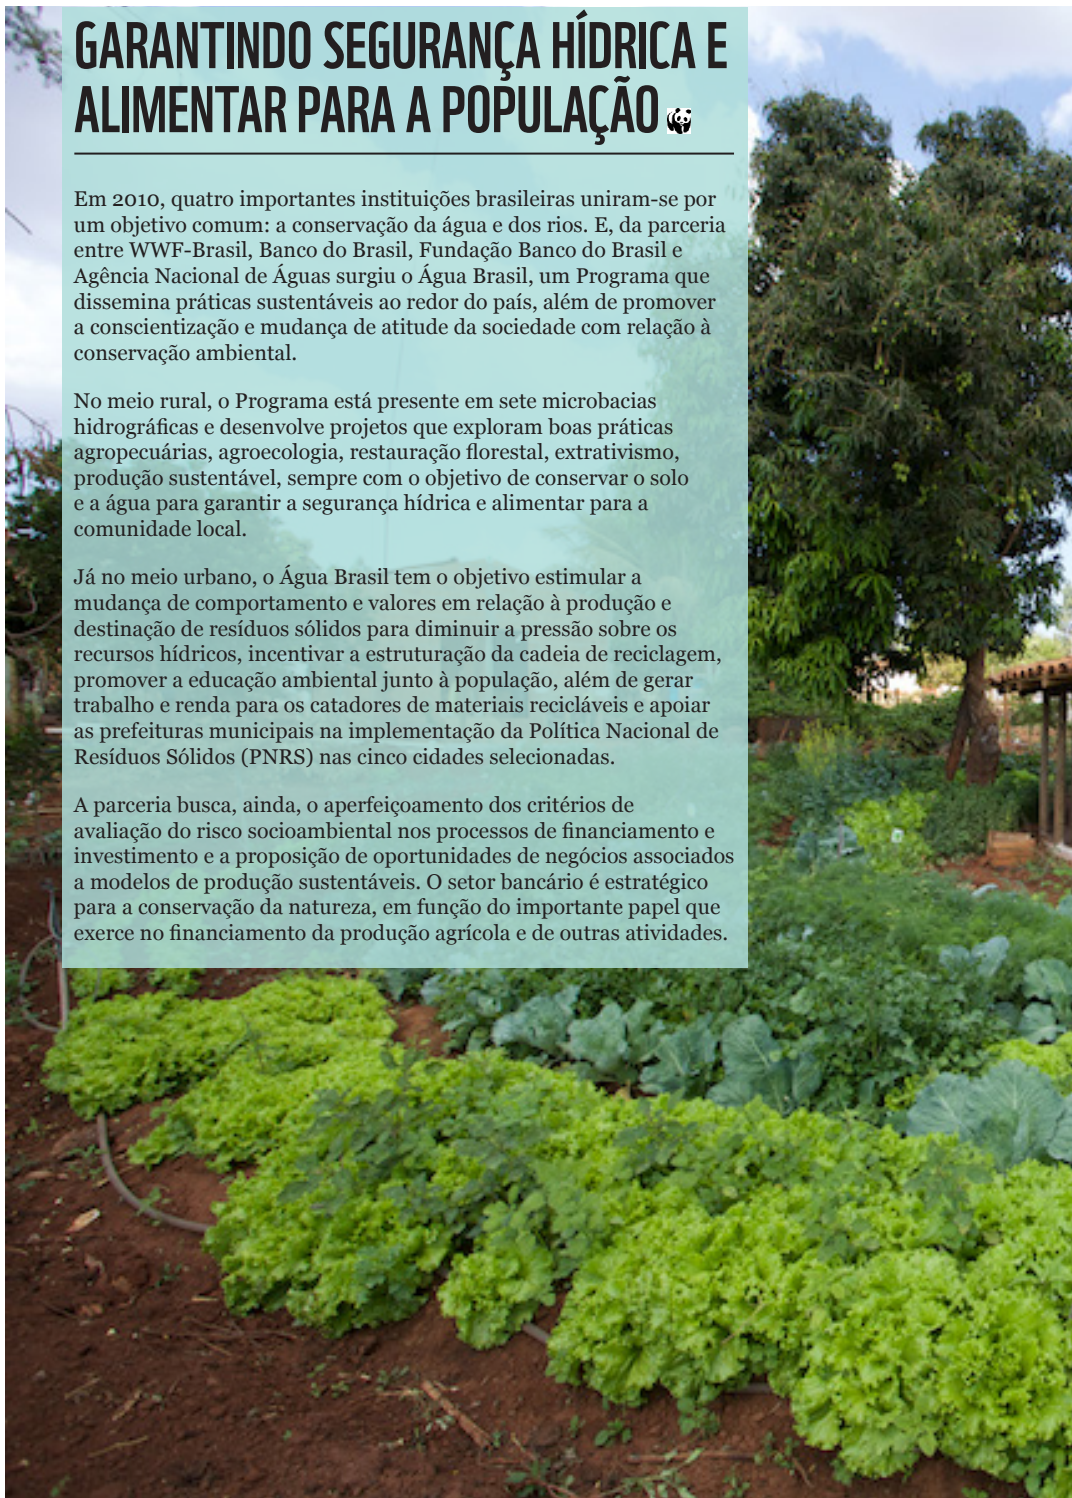 GARANTINDO SEGURANÇA HÍDRICA E
ALIMENTAR PARA A POPULAÇÃO
Em 2010, quatro importantes instituições brasileiras uniram-se por
um objetivo comum: a conservação da água e dos rios. E, da parceria
entre WWF-Brasil, Banco do Brasil, Fundação Banco do Brasil e
Agência Nacional de Águas surgiu o Água Brasil, um Programa que
dissemina práticas sustentáveis ao redor do país, além de promover
a conscientização e mudança de atitude da sociedade com relação à
conservação ambiental.
No meio rural, o Programa está presente em sete microbacias
hidrográficas e desenvolve projetos que exploram boas práticas
agropecuárias, agroecologia, restauração florestal, extrativismo,
produção sustentável, sempre com o objetivo de conservar o solo
e a água para garantir a segurança hídrica e alimentar para a
comunidade local.
Já no meio urbano, o Água Brasil tem o objetivo estimular a
mudança de comportamento e valores em relação à produção e
destinação de resíduos sólidos para diminuir a pressão sobre os
recursos hídricos, incentivar a estruturação da cadeia de reciclagem,
promover a educação ambiental junto à população, além de gerar
trabalho e renda para os catadores de materiais recicláveis e apoiar
as prefeituras municipais na implementação da Política Nacional de
Resíduos Sólidos (PNRS) nas cinco cidades selecionadas.
A parceria busca, ainda, o aperfeiçoamento dos critérios de
avaliação do risco socioambiental nos processos de financiamento e
investimento e a proposição de oportunidades de negócios associados
a modelos de produção sustentáveis. O setor bancário é estratégico
para a conservação da natureza, em função do importante papel que
exerce no financiamento da produção agrícola e de outras atividades.